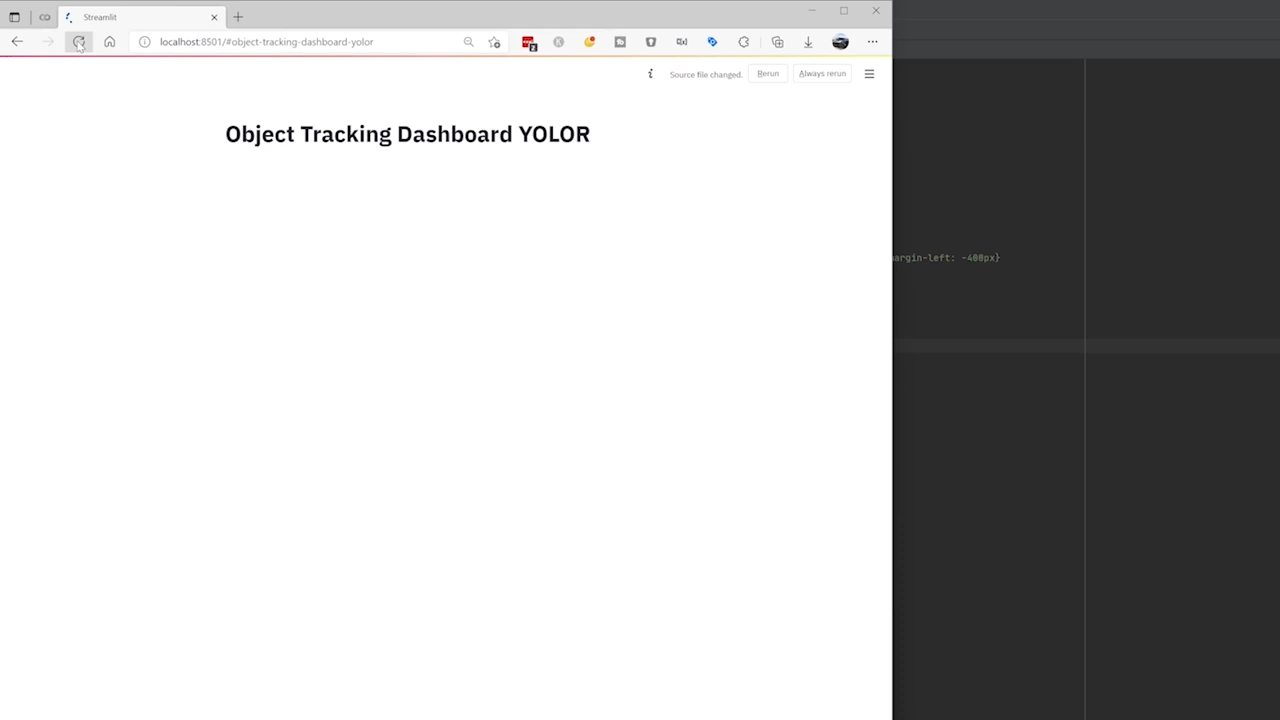 Streamlit
localhost:8501/#object-tracking-dashboard-yolor
Source file changed. Rerun Always rerun
Object Tracking Dashboard YOLOR
margin-left: -400px}